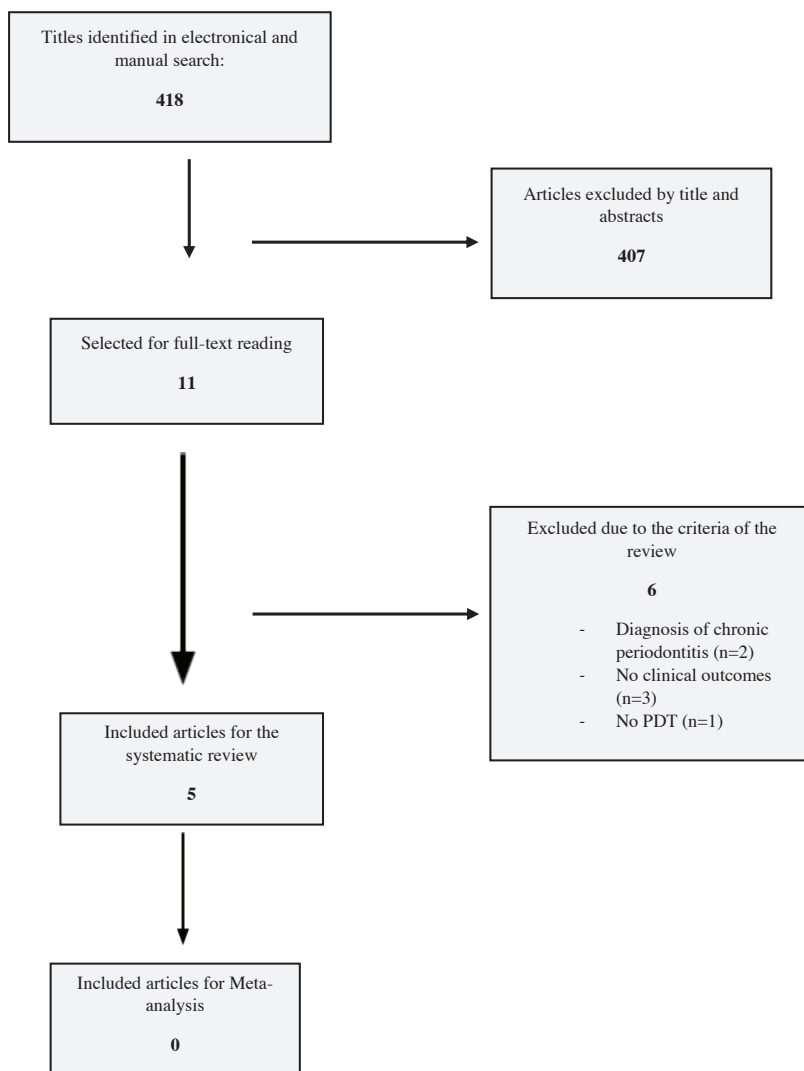 Titles identified in electronical and
manual search:
418
Articles excluded by title and
abstracts
407
Selected for full-text reading
11
Excluded due to the criteria of the
review
6
- Diagnosis of chronic
periodontitis (n=2)
- No clinical outcomes
(n=3)
- No PDT (n=1)
Included articles for the
systematic review
5
Included articles for Meta-
analysis
0